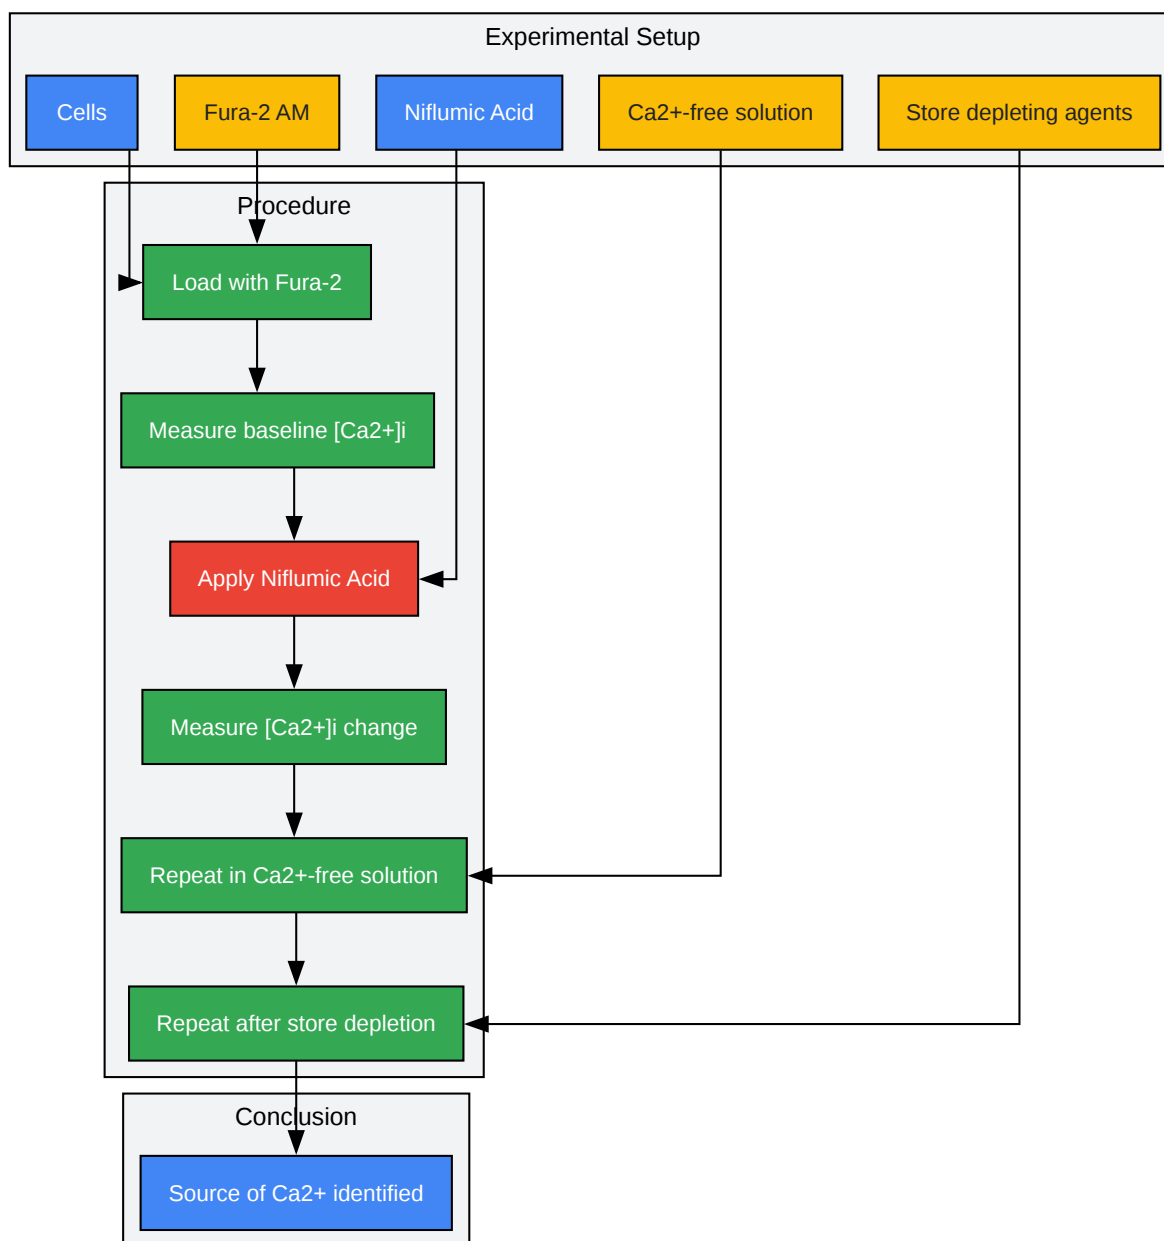 Experimental Setup
Cells
Fura-2 AM
Niflumic Acid
Ca2+-free solution
Store depleting agents
Procedure
Load with Fura-2
Measure baseline [Ca2+]i
Apply Niflumic Acid
Measure [Ca2+]i change
Repeat in Ca2+-free solution
Repeat after store depletion
Conclusion
Source of Ca2+ identified